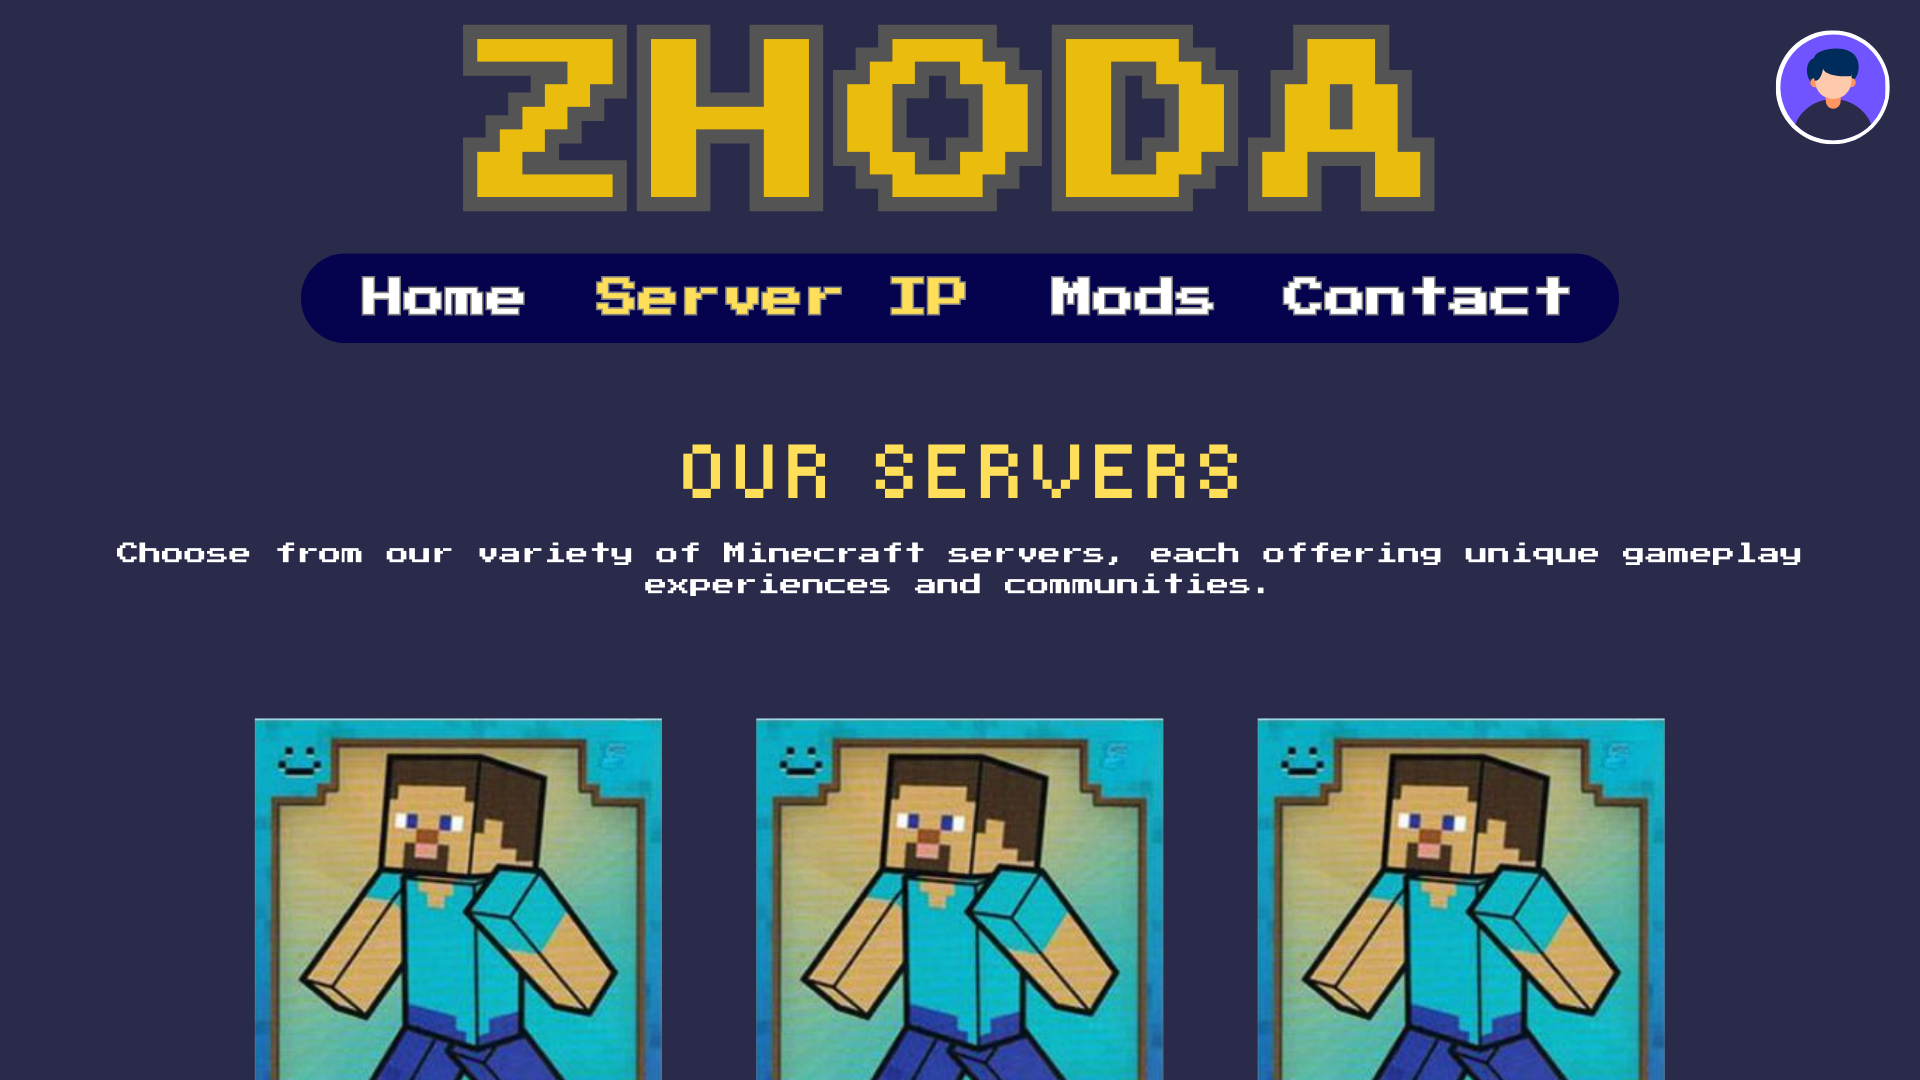 ZHODA
Home Server IP Mods Contact
OUR SERVERS
Choose from our variety of Minecraft servers, each offering unique gameplay
experiences and communities.